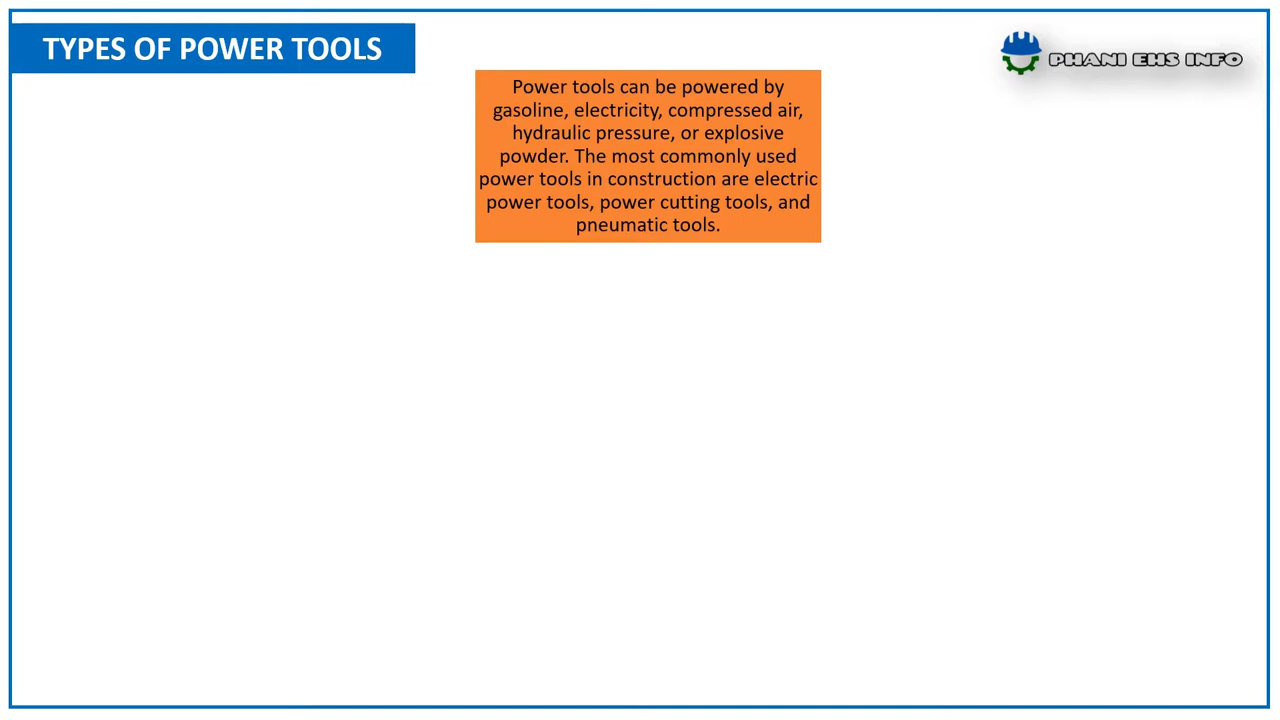 TYPES OF POWER TOOLS
PHANI EHS INFO
Power tools can be powered by
gasoline, electricity, compressed air,
hydraulic pressure, or explosive
powder. The most commonly used
power tools in construction are electric
power tools, power cutting tools, and
pneumatic tools.